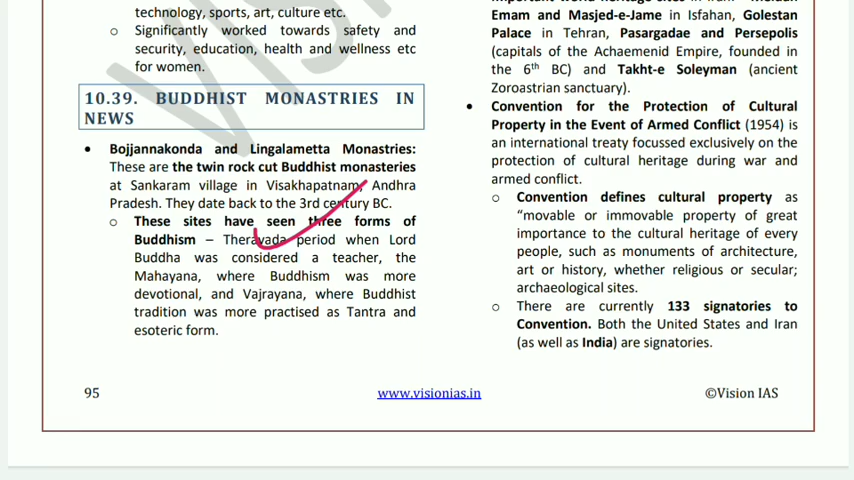 technology, sports, art, culture etc.
o Significantly worked towards safety and
security, education, health and wellness etc
for women.
10.39. BUDDHIST MONASTRIES IN
NEWS
• Bojjannakonda and Lingalametta Monastries:
These are the twin rock cut Buddhist monasteries
at Sankaram village in Visakhapatnam, Andhra
Pradesh. They date back to the 3rd century BC.
o These sites have seen three forms of
Buddhism – Theravada period when Lord
Buddha was considered a teacher, the
Mahayana, where Buddhism was more
devotional, and Vajrayana, where Buddhist
tradition was more practised as Tantra and
esoteric form.
Emam and Masjed-e-Jame in Isfahan, Golestan
Palace in Tehran, Pasargadae and Persepolis
(capitals of the Achaemenid Empire, founded in
the 6th BC) and Takht-e Soleyman (ancient
Zoroastrian sanctuary).
• Convention for the Protection of Cultural
Property in the Event of Armed Conflict (1954) is
an international treaty focussed exclusively on the
protection of cultural heritage during war and
armed conflict.
o Convention defines cultural property as
“movable or immovable property of great
importance to the cultural heritage of every
people, such as monuments of architecture,
art or history, whether religious or secular;
archaeological sites.
o There are currently 133 signatories to
Convention. Both the United States and Iran
(as well as India) are signatories.
95
www.visionias.in
©Vision IAS